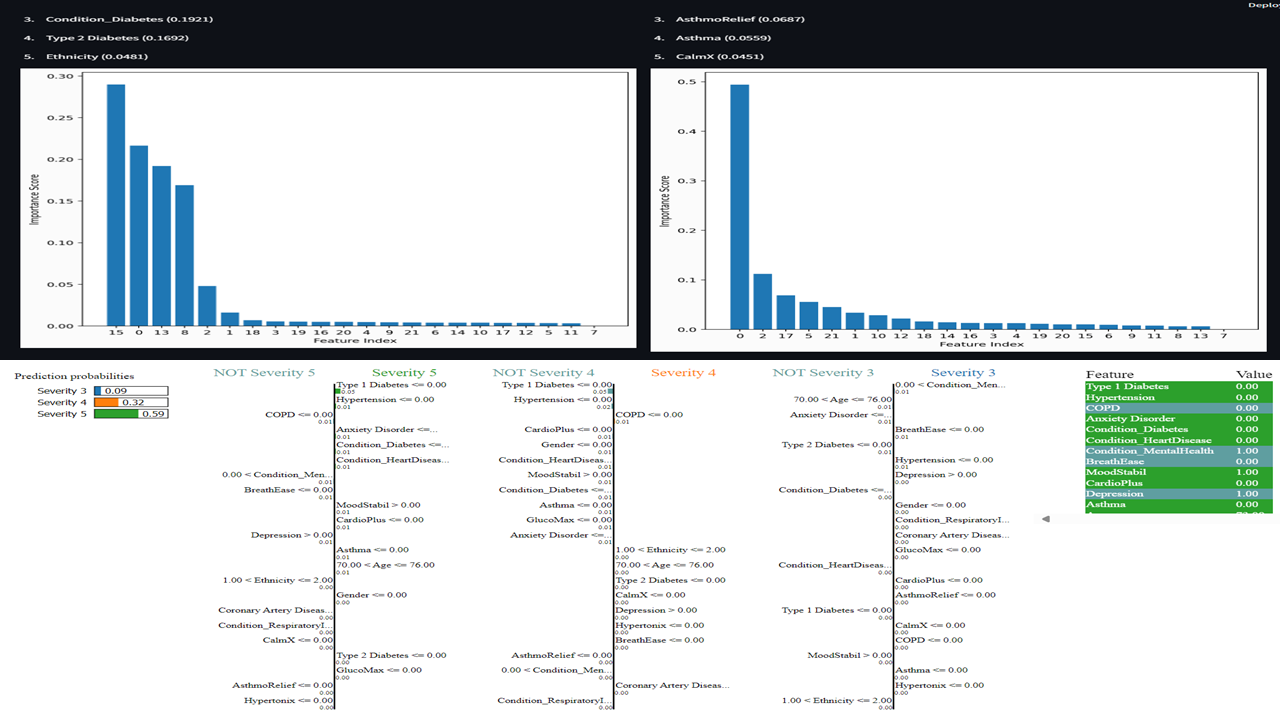 Deploy
3. Condition_Diabetes (0.1921)
4. Type 2 Diabetes (0.1692)
5. Ethnicity (0.0481)
0.30
0.25
0.20
0.15
0.10
0.05
0.00
Importance Score
15 0 13 8 2 1 18 3 19 16 20 4 9 21 6 14 10 17 12 5 11 7
Feature Index
3. AsthmoRelief (0.0687)
4. Asthma (0.0559)
5. CalmX (0.0451)
0.5
0.4
0.3
0.2
0.1
0.0
Importance Score
0 2 17 5 21 1 10 12 18 14 16 3 4 19 20 15 6 9 11 8 13 7
Feature Index
Prediction probabilities
Severity 3 0.09
Severity 4 0.32
Severity 5 0.59
NOT Severity 5 Severity 5
Type 1 Diabetes <= 0.00
0.05
Hypertension <= 0.00
0.01
COPD <= 0.00
0.01
Anxiety Disorder <=...
0.01
Condition_Diabetes <=...
0.01
Condition_HeartDiseas...
0.01
0.00 < Condition_Men...
0.01
BreathEase <= 0.00
0.01
MoodStabil > 0.00
0.01
CardioPlus <= 0.00
0.01
Depression > 0.00
0.01
Asthma <= 0.00
0.01
70.00 < Age <= 76.00
0.01
1.00 < Ethnicity <= 2.00
0.00
Gender <= 0.00
0.00
Coronary Artery Diseas...
0.00
Condition_RespiratoryI...
0.00
CalmX <= 0.00
0.00
Type 2 Diabetes <= 0.00
0.00
GlucoMax <= 0.00
0.00
AsthmoRelief <= 0.00
0.00
Hypertonix <= 0.00
0.00
NOT Severity 4 Severity 4
Type 1 Diabetes <= 0.00
0.05
Hypertension <= 0.00
0.02
COPD <= 0.00
0.01
CardioPlus <= 0.00
0.01
Gender <= 0.00
0.01
Condition_HeartDiseas...
0.01
MoodStabil > 0.00
0.01
Condition_Diabetes <=...
0.01
Asthma <= 0.00
0.01
GlucoMax <= 0.00
0.01
Anxiety Disorder <=...
0.01
1.00 < Ethnicity <= 2.00
0.00
70.00 < Age <= 76.00
0.00
Type 2 Diabetes <= 0.00
0.00
CalmX <= 0.00
0.00
Depression > 0.00
0.00
Hypertonix <= 0.00
0.00
BreathEase <= 0.00
0.00
AsthmoRelief <= 0.00
0.00
0.00 < Condition_Men...
0.00
Coronary Artery Diseas...
0.00
Condition_RespiratoryI...
0.00
NOT Severity 3 Severity 3
0.00 < Condition_Men...
0.01
70.00 < Age <= 76.00
0.01
Anxiety Disorder <=...
0.01
BreathEase <= 0.00
0.01
Type 2 Diabetes <= 0.00
0.01
Hypertension <= 0.00
0.00
Depression > 0.00
0.00
Condition_Diabetes <=...
0.00
Gender <= 0.00
0.00
Condition_RespiratoryI...
0.00
Coronary Artery Diseas...
0.00
GlucoMax <= 0.00
0.00
Condition_HeartDiseas...
0.00
CardioPlus <= 0.00
0.00
AsthmoRelief <= 0.00
0.00
Type 1 Diabetes <= 0.00
0.00
CalmX <= 0.00
0.00
COPD <= 0.00
0.00
MoodStabil > 0.00
0.00
Asthma <= 0.00
0.00
Hypertonix <= 0.00
0.00
1.00 < Ethnicity <= 2.00
0.00
Feature Value
Type 1 Diabetes 0.00
Hypertension 0.00
COPD 0.00
Anxiety Disorder 0.00
Condition_Diabetes 0.00
Condition_HeartDisease 0.00
Condition_MentalHealth 1.00
BreathEase 0.00
MoodStabil 1.00
CardioPlus 0.00
Depression 1.00
Asthma 0.00